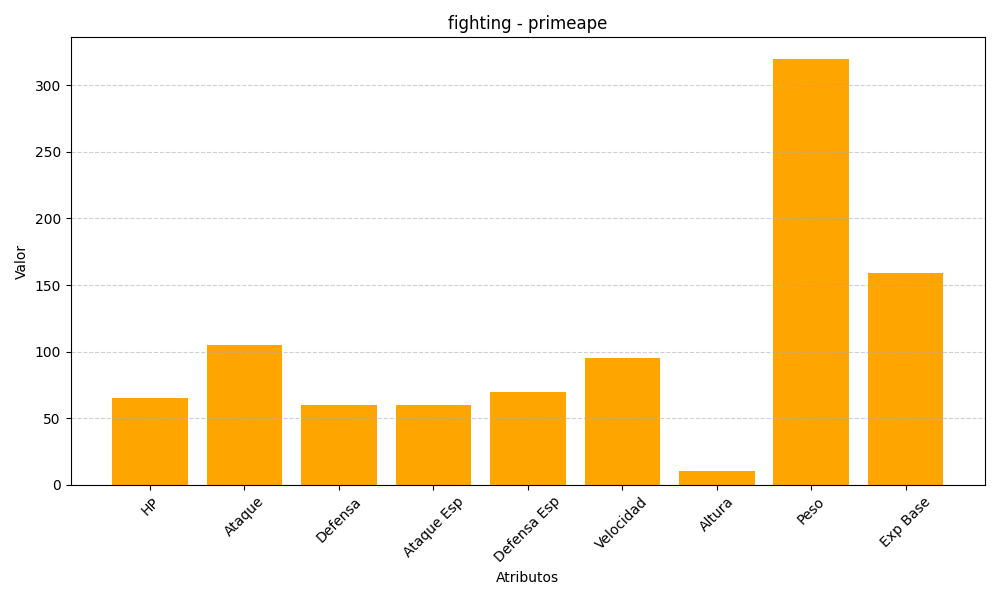 fighting - primeape
Valor
300
250
200
150
100
50
0
HP
Ataque
Defensa
Ataque Esp
Defensa Esp
Velocidad
Altura
Peso
Exp Base
Atributos